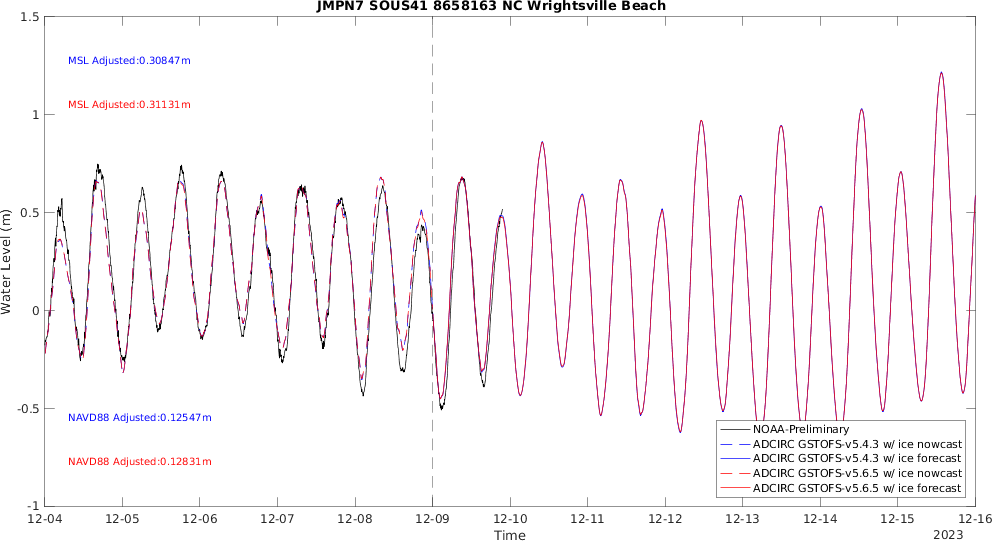 JMPN7 SOUS41 8658163 NC Wrightsville Beach
1.5
1
0.5
0
-0.5
-1
Water Level (m)
MSL Adjusted:0.30847m
MSL Adjusted:0.31131m
NAVD88 Adjusted:0.12547m
NAVD88 Adjusted:0.12831m
NOAA-Preliminary
ADCIRC GSTOFS-v5.4.3 w/ ice nowcast
ADCIRC GSTOFS-v5.4.3 w/ ice forecast
ADCIRC GSTOFS-v5.6.5 w/ ice nowcast
ADCIRC GSTOFS-v5.6.5 w/ ice forecast
12-04 12-05 12-06 12-07 12-08 12-09 12-10 12-11 12-12 12-13 12-14 12-15 12-16
Time
2023